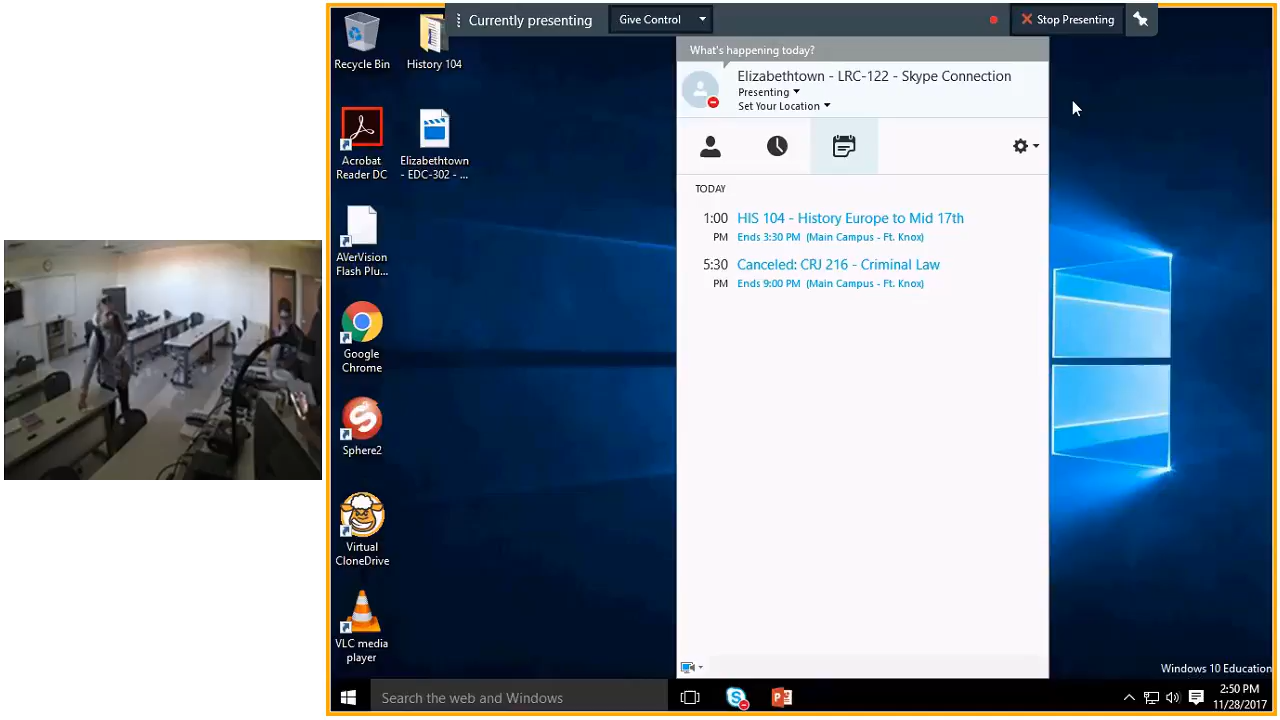 Currently presenting
Give Control
Stop Presenting
Recycle Bin
History 104
Acrobat
Reader DC
Elizabethtown
- EDC-302 - ...
AVerVision
Flash Plu...
Google
Chrome
Sphere2
Virtual
CloneDrive
VLC media
player
What's happening today?
Elizabethtown - LRC-122 - Skype Connection
Presenting
Set Your Location
TODAY
1:00 HIS 104 - History Europe to Mid 17th
PM Ends 3:30 PM (Main Campus - Ft. Knox)
5:30 Canceled: CRJ 216 - Criminal Law
PM Ends 9:00 PM (Main Campus - Ft. Knox)
Windows 10 Education
Search the web and Windows
2:50 PM
11/28/2017